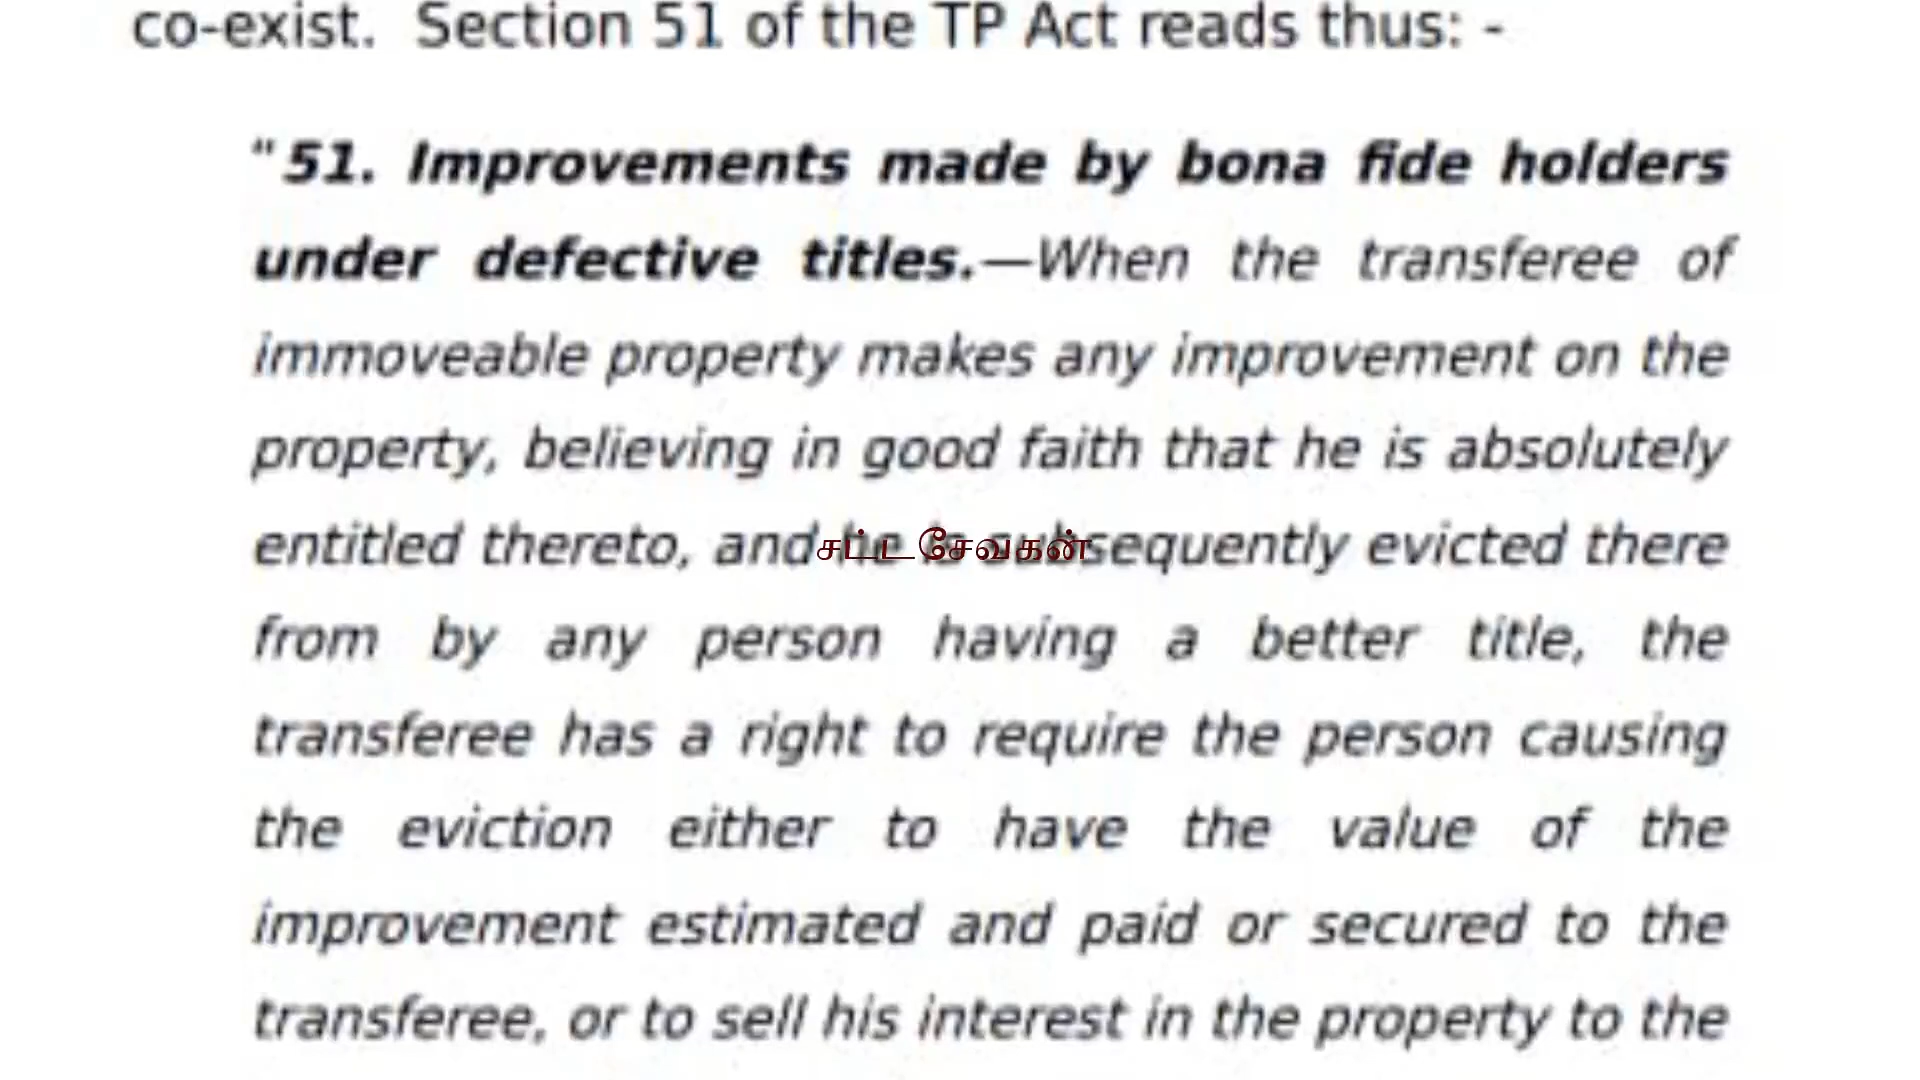 co-exist. Section 51 of the TP Act reads thus: -
"51. Improvements made by bona fide holders
under defective titles.—When the transferee of
immoveable property makes any improvement on the
property, believing in good faith that he is absolutely
entitled thereto, and he is subsequently evicted there
சட்டசேவகன்
from by any person having a better title, the
transferee has a right to require the person causing
the eviction either to have the value of the
improvement estimated and paid or secured to the
transferee, or to sell his interest in the property to the